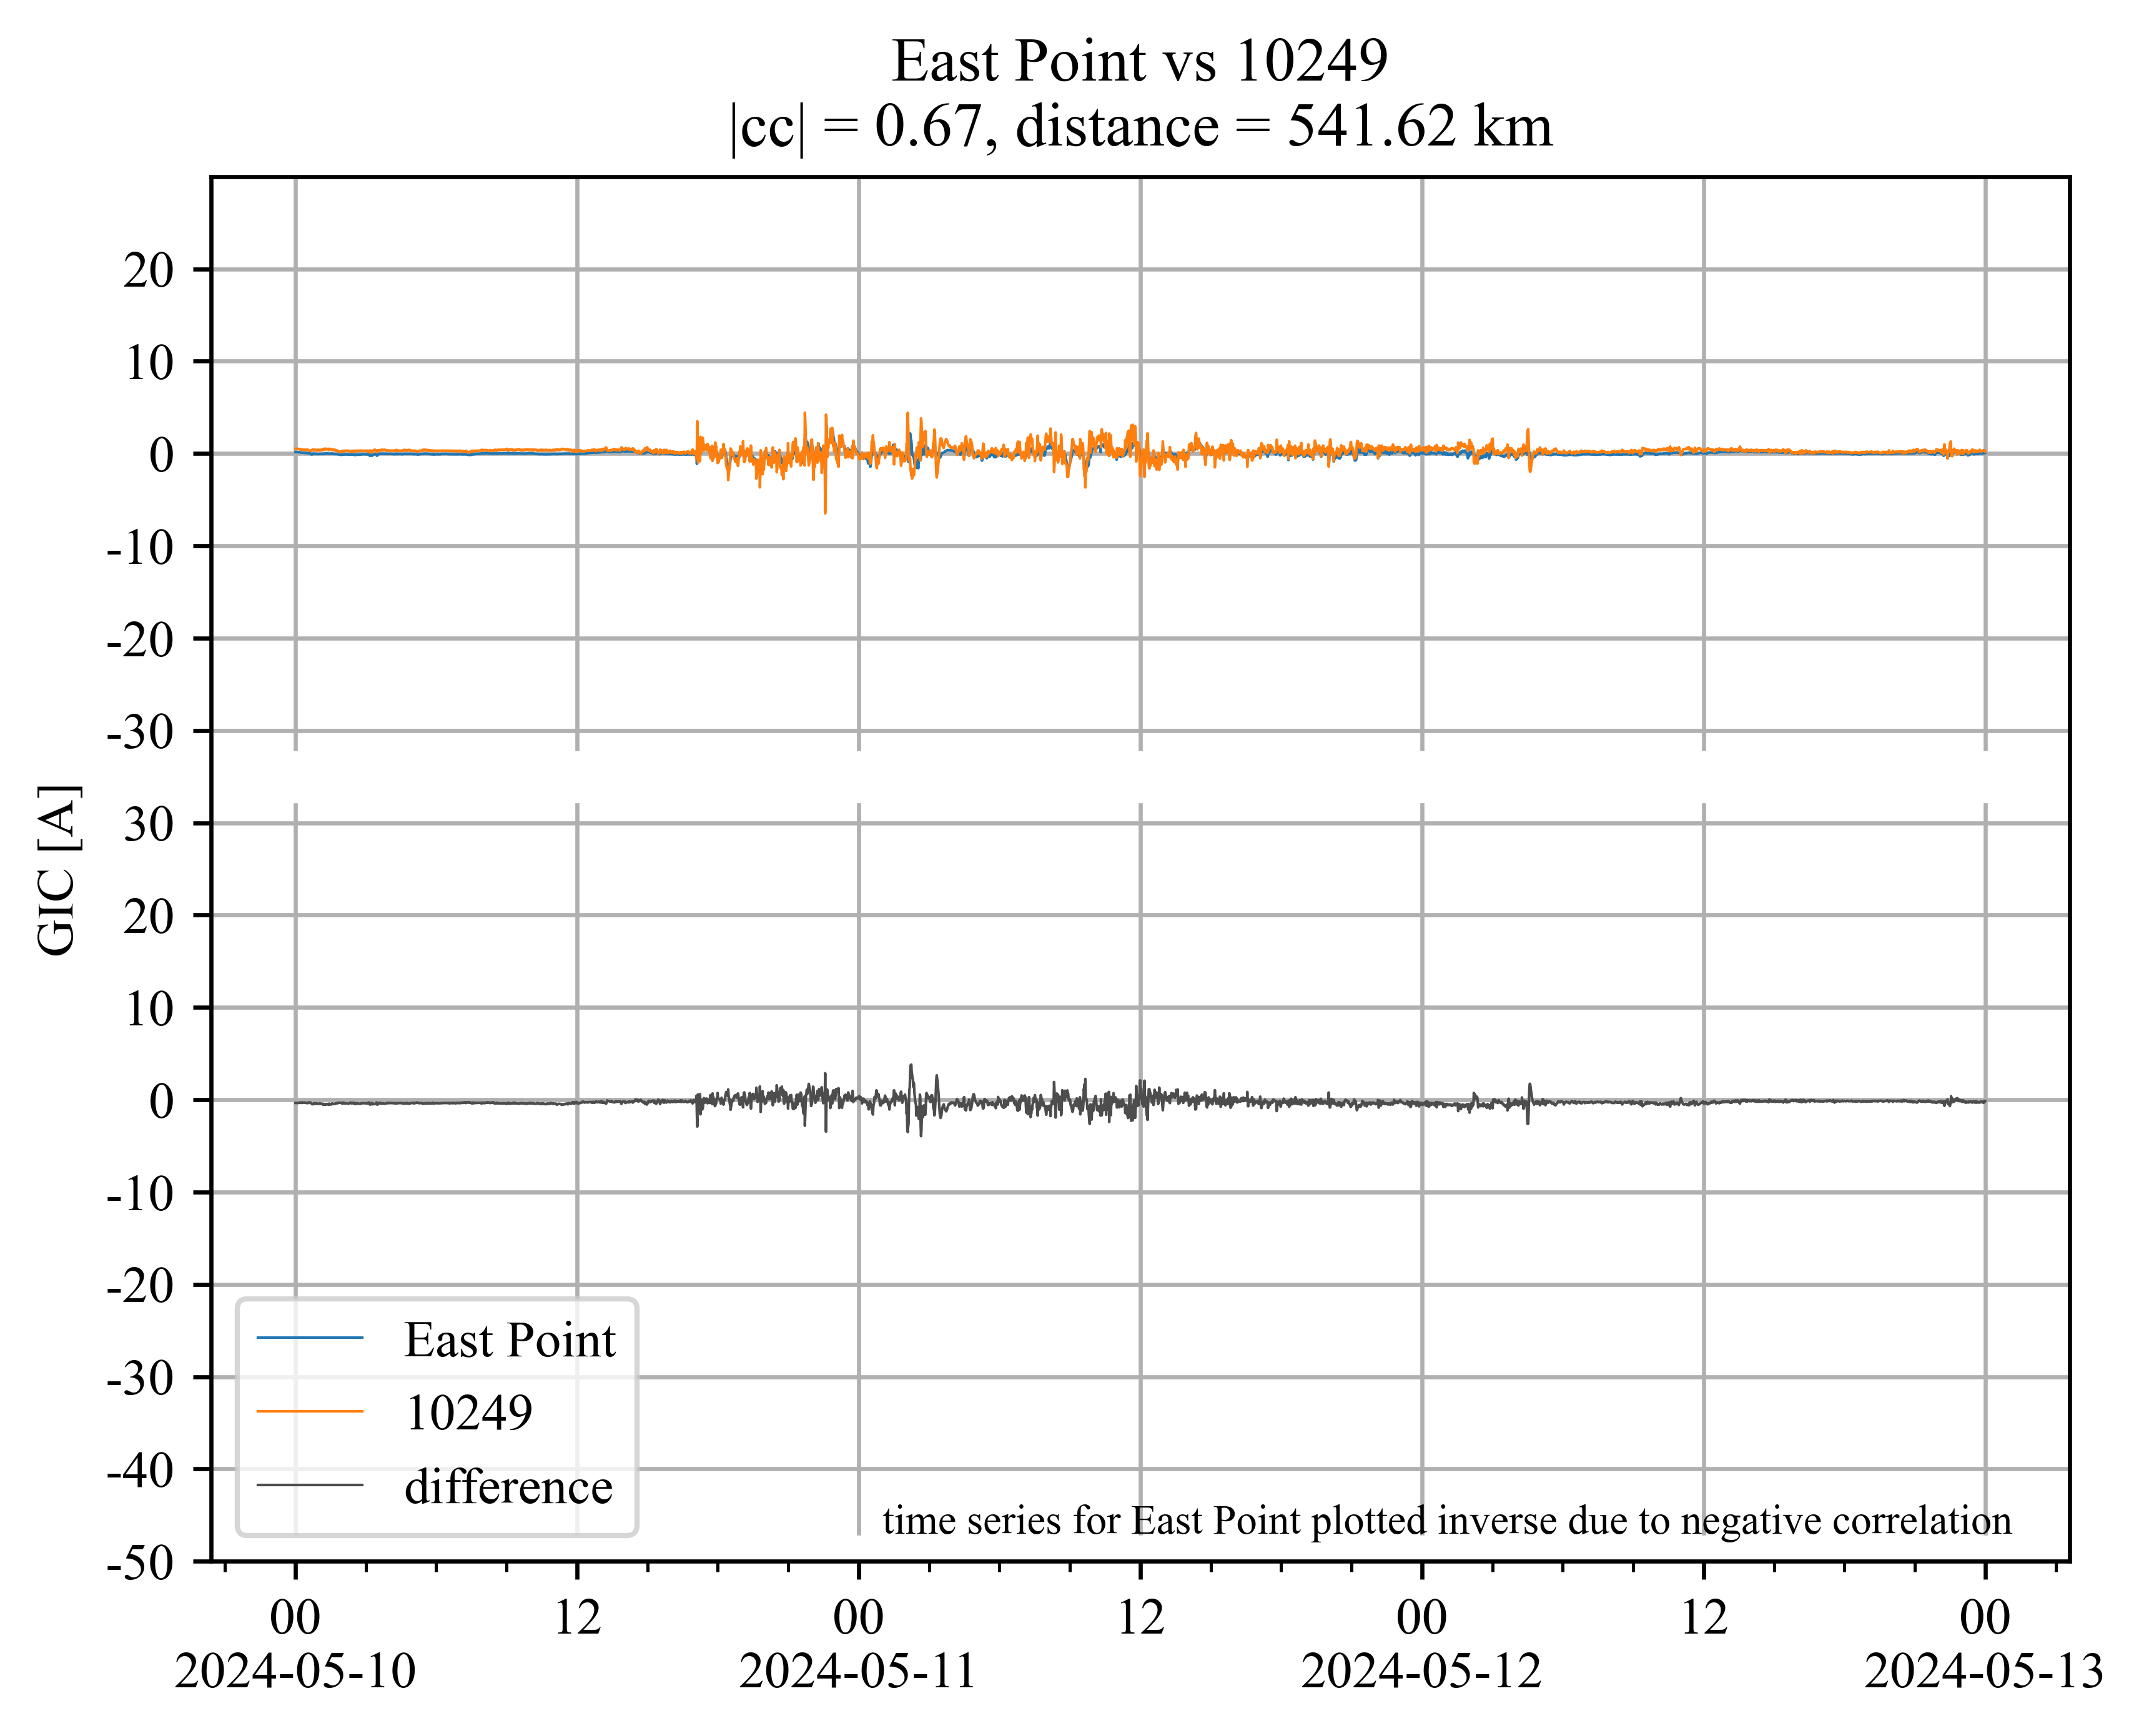 East Point vs 10249
|cc| = 0.67, distance = 541.62 km
GIC [A]
20
10
0
-10
-20
-30
30
20
10
0
-10
-20
-30
-40
-50
East Point
10249
difference
time series for East Point plotted inverse due to negative correlation
00 12 00 12 00 12 00
2024-05-10 2024-05-11 2024-05-12 2024-05-13